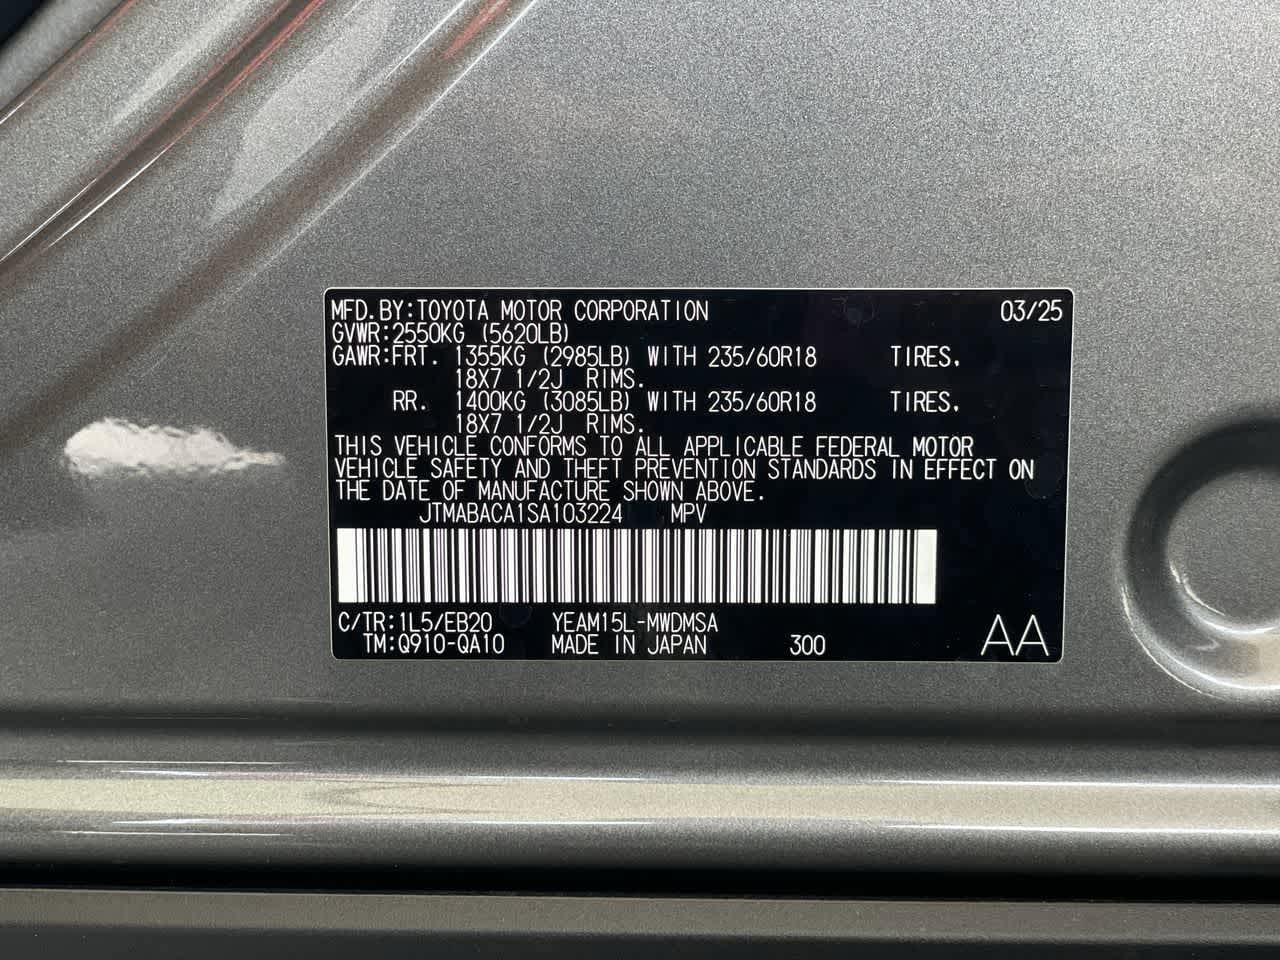 MFD.BY:TOYOTA MOTOR CORPORATION 03/25
GVWR:2550KG (5620LB)
GAWR:FRT. 1355KG (2985LB) WITH 235/60R18 TIRES.
18X7 1/2J RIMS.
RR. 1400KG (3085LB) WITH 235/60R18 TIRES.
18X7 1/2J RIMS.
THIS VEHICLE CONFORMS TO ALL APPLICABLE FEDERAL MOTOR
VEHICLE SAFETY AND THEFT PREVENTION STANDARDS IN EFFECT ON
THE DATE OF MANUFACTURE SHOWN ABOVE.
JTMABACA1SA103224 MPV
C/TR:1L5/EB20 YEAM15L-MWDMSA
TM:Q910-QA10 MADE IN JAPAN 300 AA